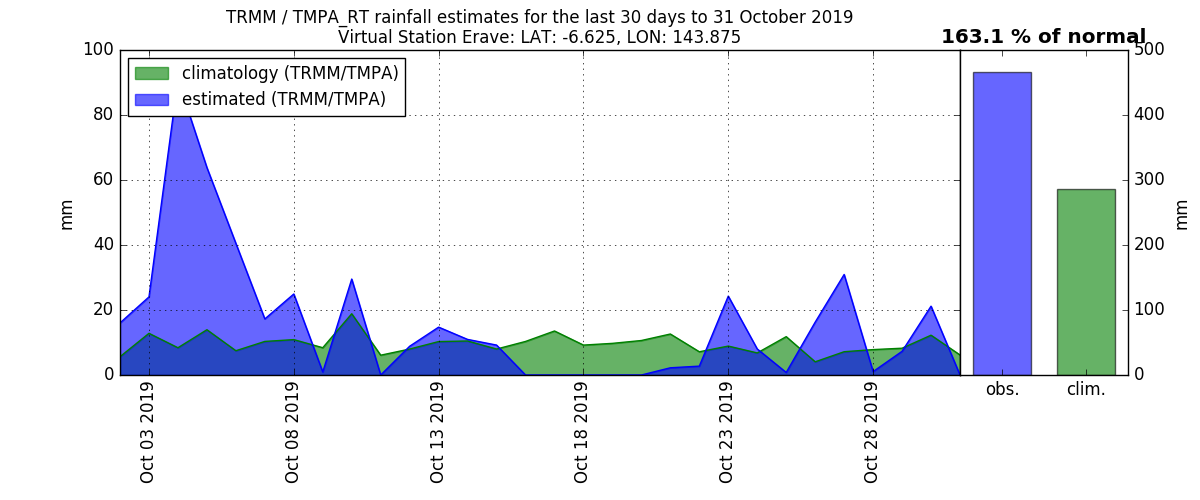 TRMM / TMPA_RT rainfall estimates for the last 30 days to 31 October 2019
Virtual Station Erave: LAT: -6.625, LON: 143.875
163.1 % of normal
climatology (TRMM/TMPA)
estimated (TRMM/TMPA)
100
80
60
40
20
0
mm
Oct 03 2019
Oct 08 2019
Oct 13 2019
Oct 18 2019
Oct 23 2019
Oct 28 2019
500
400
300
200
100
0
mm
obs.
clim.